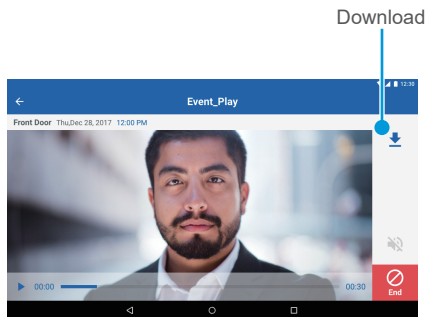 Download
12:30
Event_Play
Front Door Thu,Dec 28, 2017 12:00 PM
00:00
00:30
End